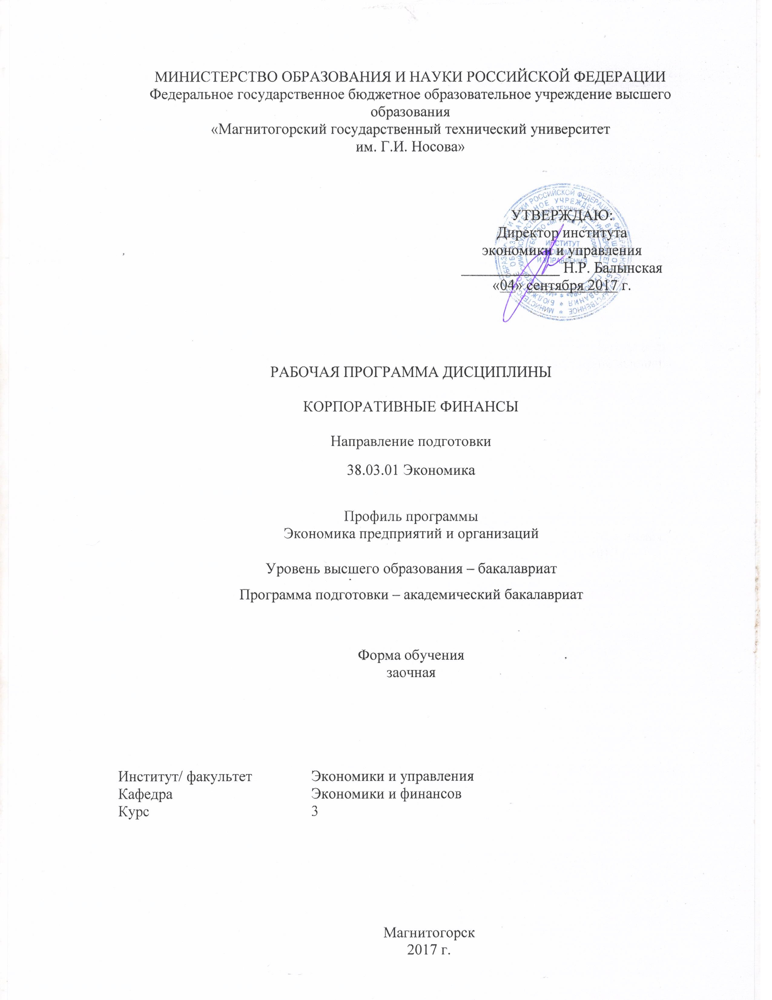 МИНИСТЕРСТВО ОБРАЗОВАНИЯ И НАУКИ РОССИЙСКОЙ ФЕДЕРАЦИИ
Федеральное государственное бюджетное образовательное учреждение высшего
образования
«Магнитогорский государственный технический университет
им. Г.И. Носова»
УТВЕРЖДАЮ:
Директор института
экономики и управления
Н.Р. Балынская
«04» сентября 2017 г.
ИНСТИТУТ
ЭКОНОМИКИ
И УПРАВЛЕНИЯ
РАБОЧАЯ ПРОГРАММА ДИСЦИПЛИНЫ
КОРПОРАТИВНЫЕ ФИНАНСЫ
Направление подготовки
38.03.01 Экономика
Профиль программы
Экономика предприятий и организаций
Уровень высшего образования – бакалавриат
Программа подготовки – академический бакалавриат
Форма обучения
заочная
Институт/ факультет Экономики и управления
Кафедра Экономики и финансов
Курс 3
Магнитогорск
2017 г.